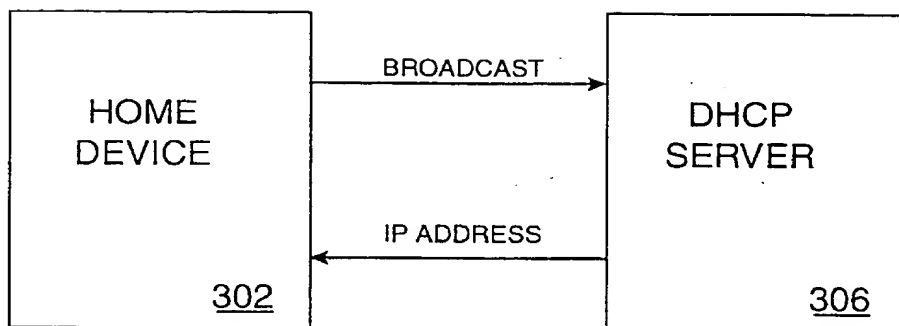 HOME
DEVICE
302
BROADCAST
IP ADDRESS
DHCP
SERVER
306